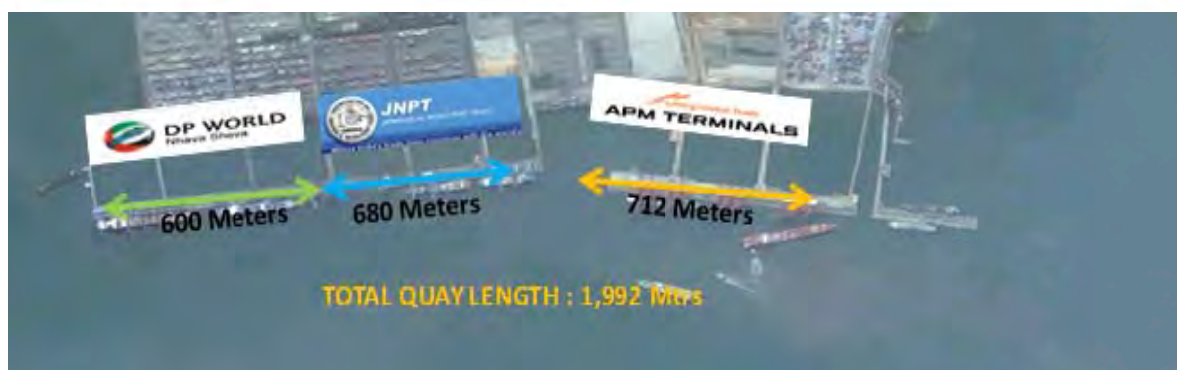 DP WORLD
Nhava Sheva
JNPT
APM TERMINALS
600 Meters
680 Meters
712 Meters
TOTAL QUAY LENGTH : 1,992 Mtrs